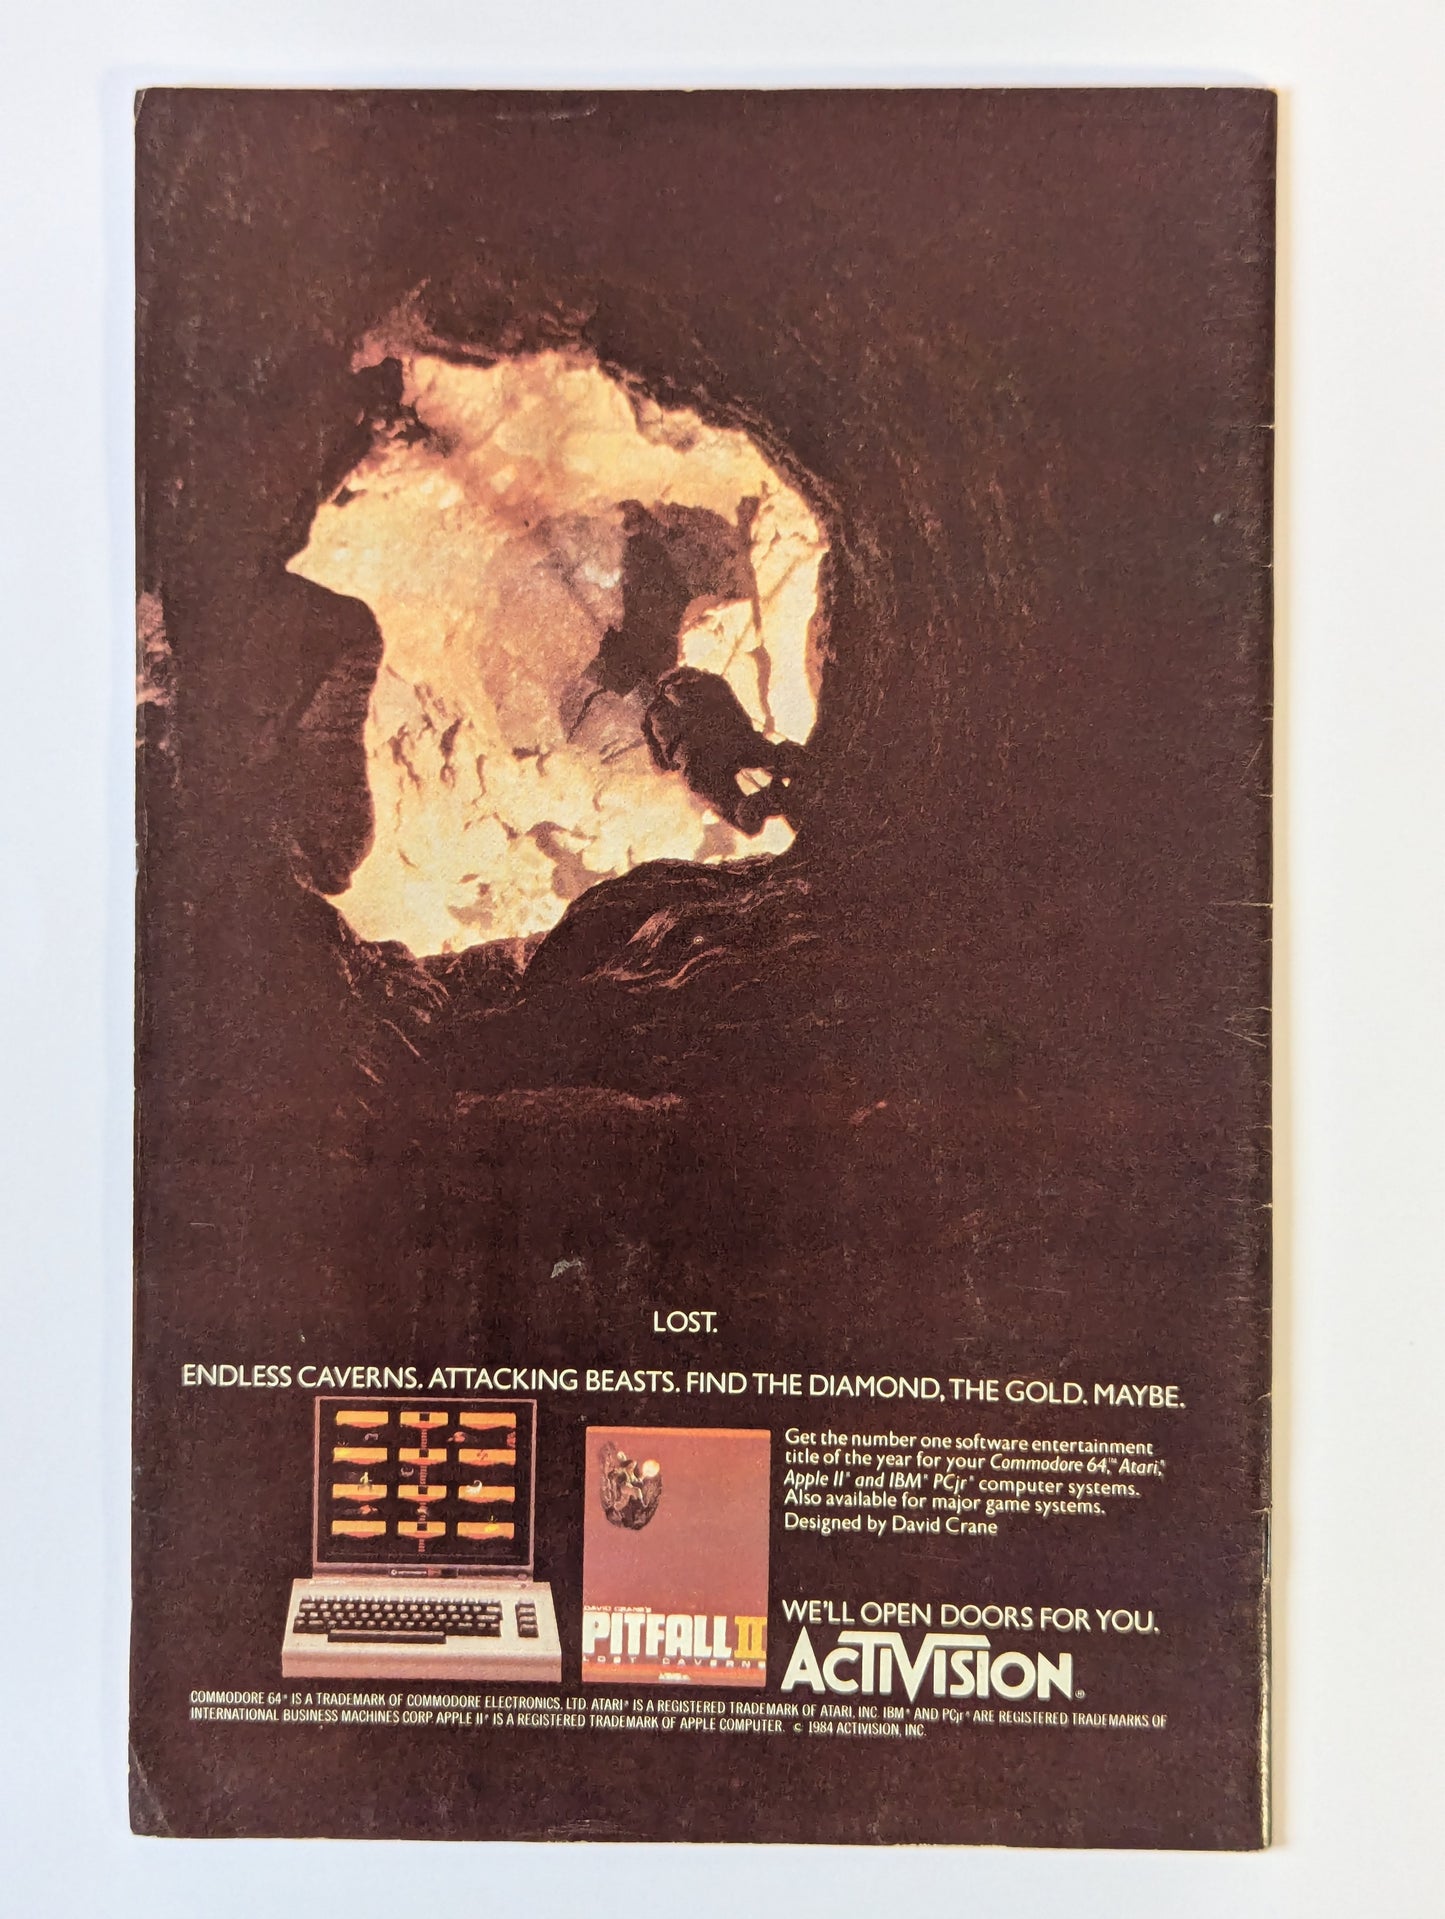 LOST.
ENDLESS CAVERNS. ATTACKING BEASTS. FIND THE DIAMOND, THE GOLD. MAYBE.
Get the number one software entertainment
title of the year for your Commodore 64,™ Atari,®
Apple II® and IBM® PCjr® computer systems.
Also available for major game systems.
Designed by David Crane
DAVID CRANE'S
PITFALL II
LOST CAVERNS
WE'LL OPEN DOORS FOR YOU.
ACTIVISION®
COMMODORE 64® IS A TRADEMARK OF COMMODORE ELECTRONICS, LTD. ATARI® IS A REGISTERED TRADEMARK OF ATARI, INC. IBM® AND PCjr® ARE REGISTERED TRADEMARKS OF
INTERNATIONAL BUSINESS MACHINES CORP. APPLE II® IS A REGISTERED TRADEMARK OF APPLE COMPUTER. © 1984 ACTIVISION, INC.